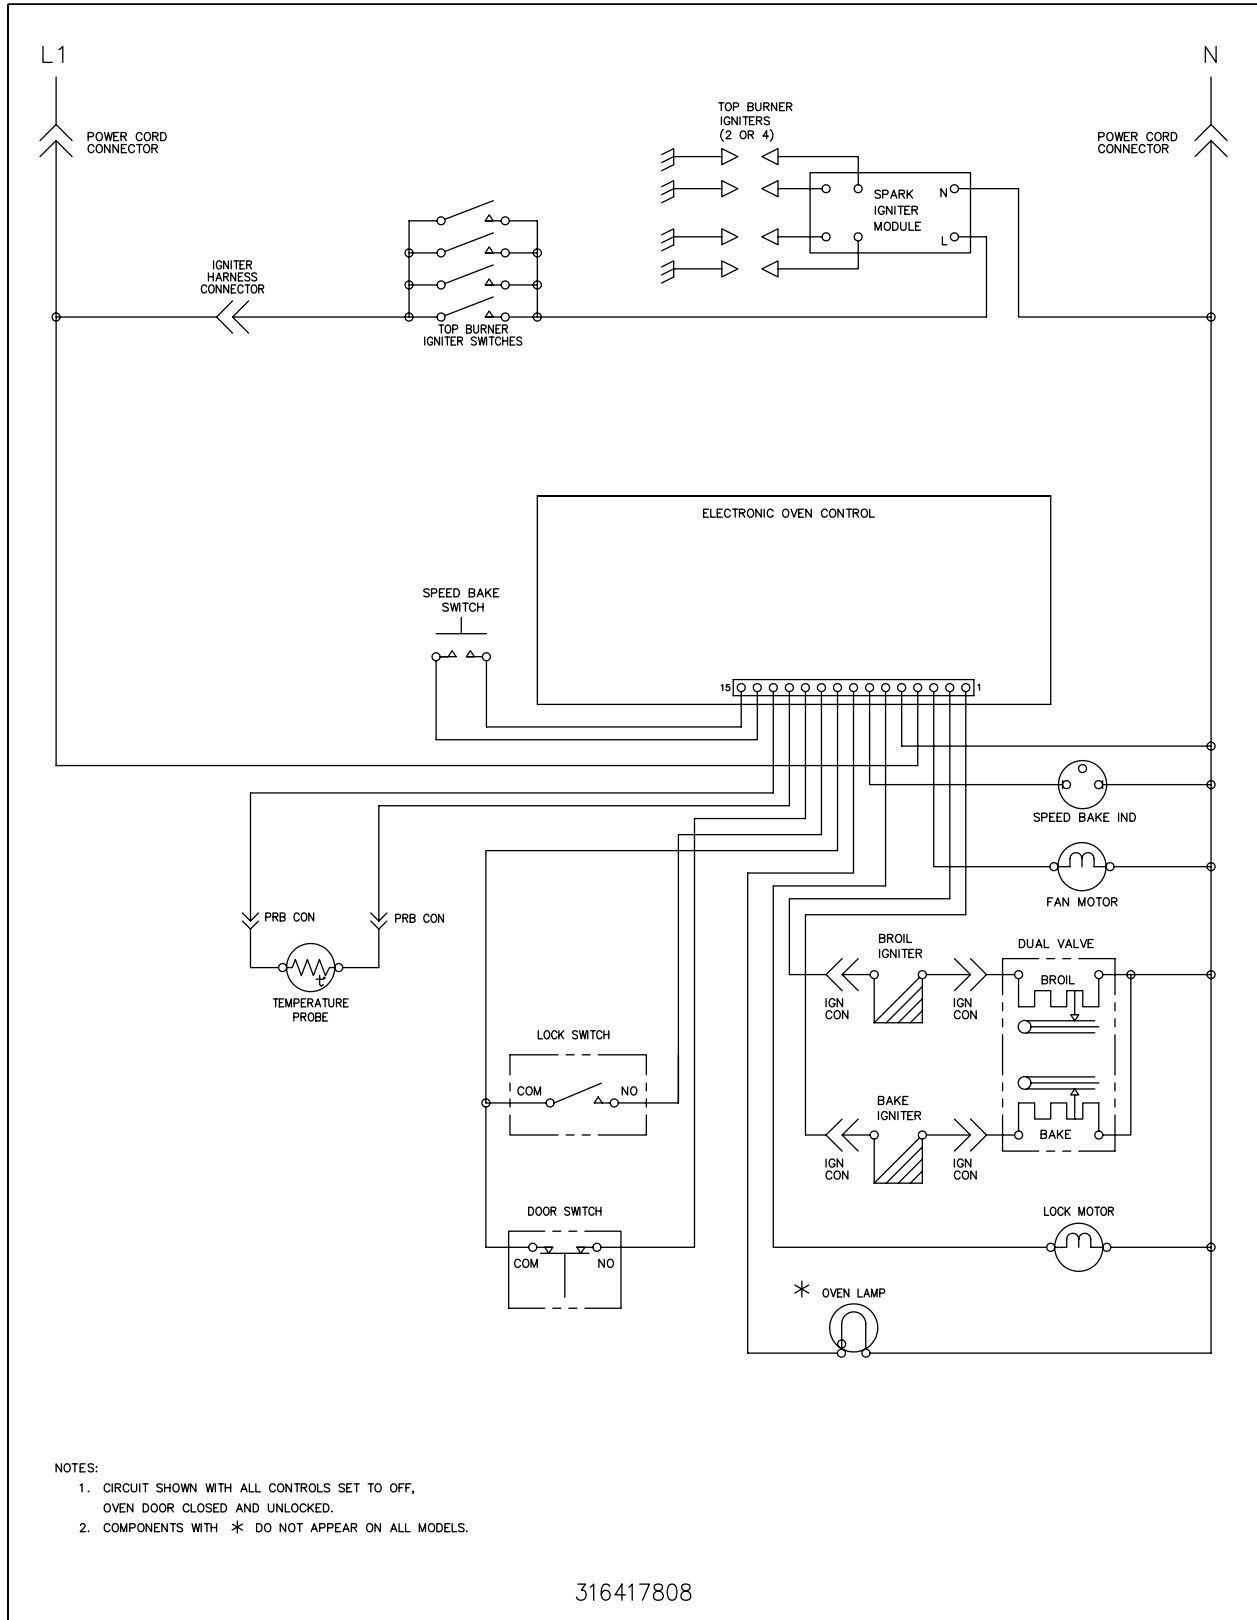 L1
N
POWER CORD
CONNECTOR
TOP BURNER
IGNITERS
(2 OR 4)
POWER CORD
CONNECTOR
SPARK
IGNITER
MODULE
N
L
IGNITER
HARNESS
CONNECTOR
TOP BURNER
IGNITER SWITCHES
ELECTRONIC OVEN CONTROL
SPEED BAKE
SWITCH
15
1
SPEED BAKE IND
FAN MOTOR
PRB CON
PRB CON
t
TEMPERATURE
PROBE
BROIL
IGNITER
DUAL VALVE
BROIL
IGN
CON
IGN
CON
LOCK SWITCH
COM
NO
BAKE
IGNITER
BAKE
IGN
CON
IGN
CON
DOOR SWITCH
COM
NO
LOCK MOTOR
* OVEN LAMP
NOTES:
1. CIRCUIT SHOWN WITH ALL CONTROLS SET TO OFF,
OVEN DOOR CLOSED AND UNLOCKED.
2. COMPONENTS WITH * DO NOT APPEAR ON ALL MODELS.
316417808